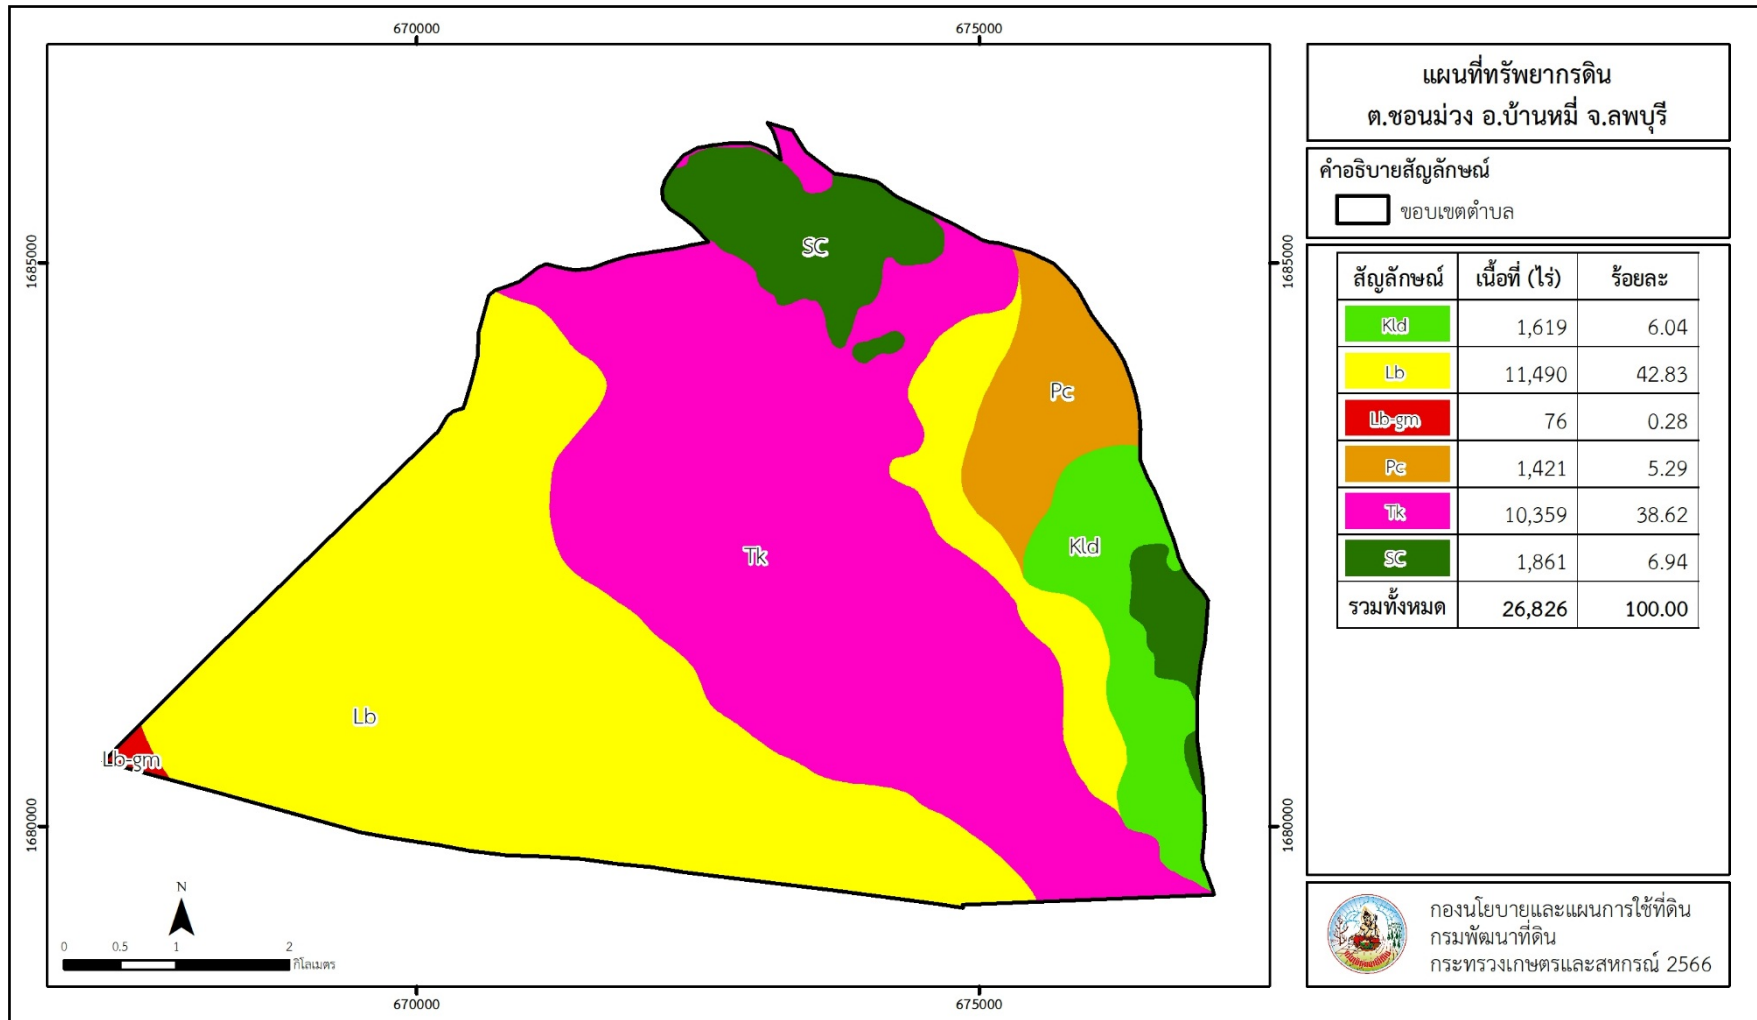 670000
675000
1685000
1685000
SC
Pc
Kld
Tk
Lb
Lb-gm
1680000
1680000
N
0 0.5 1 2
กิโลเมตร
670000
675000
แผนที่ทรัพยากรดิน
ต.ชอนม่วง อ.บ้านหมี่ จ.ลพบุรี
คำอธิบายสัญลักษณ์
ขอบเขตตำบล
สัญลักษณ์ เนื้อที่ (ไร่) ร้อยละ
Kld 1,619 6.04
Lb 11,490 42.83
Lb-gm 76 0.28
Pc 1,421 5.29
Tk 10,359 38.62
SC 1,861 6.94
รวมทั้งหมด 26,826 100.00
กองนโยบายและแผนการใช้ที่ดิน
กรมพัฒนาที่ดิน
กระทรวงเกษตรและสหกรณ์ 2566